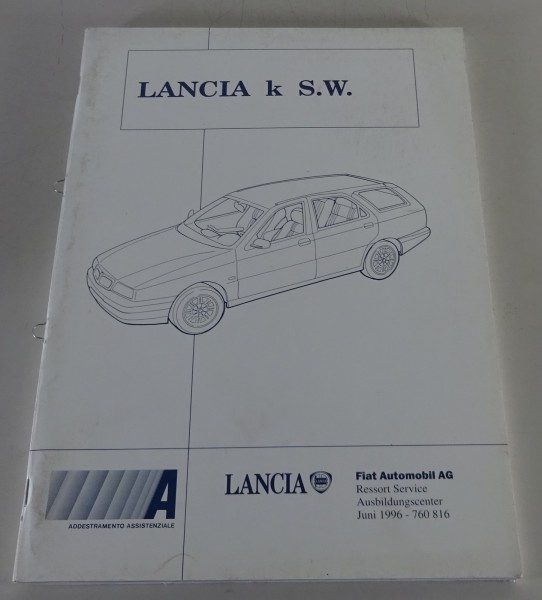 LANCIA k S.W.
A
ADDESTRAMENTO ASSISTENZIALE
LANCIA
Fiat Automobil AG
Ressort Service
Ausbildungscenter
Juni 1996 - 760 816